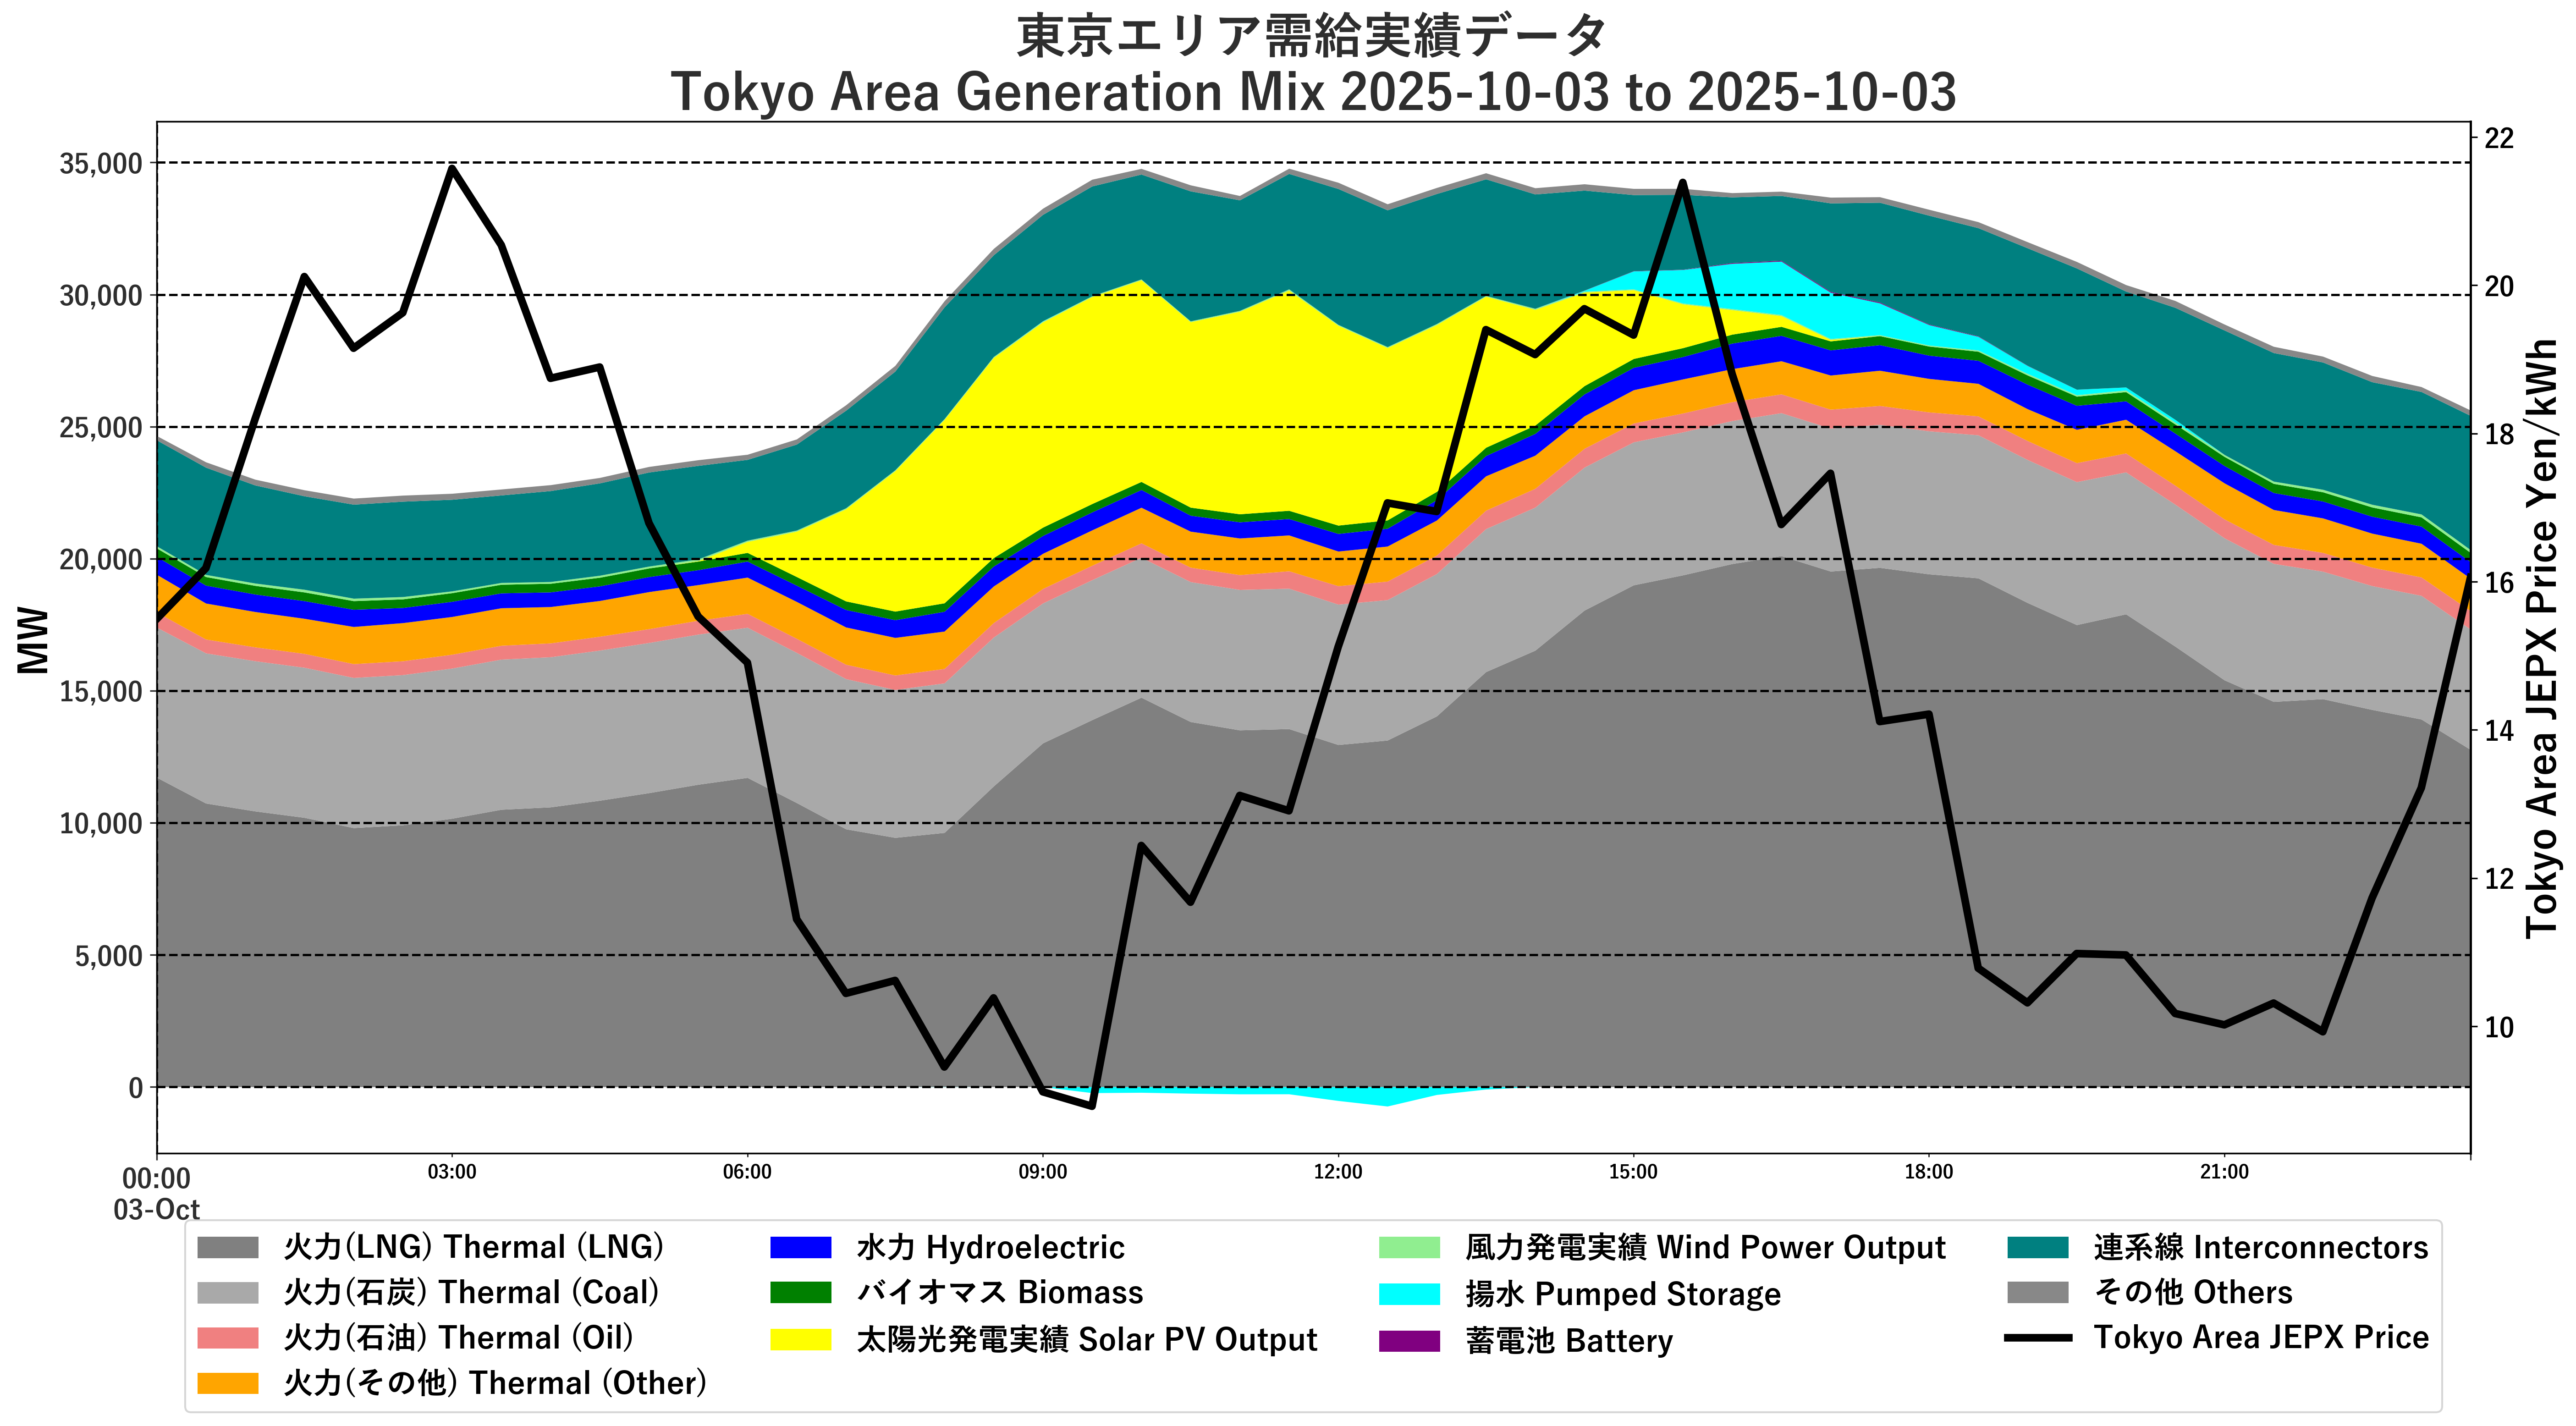 東京エリア需給実績データ
Tokyo Area Generation Mix 2025-10-03 to 2025-10-03
35,000
30,000
25,000
20,000
15,000
10,000
5,000
0
MW
22
20
18
16
14
12
10
Tokyo Area JEPX Price Yen/kWh
00:00
03-Oct
03:00
06:00
09:00
12:00
15:00
18:00
21:00
火力(LNG) Thermal (LNG)
火力(石炭) Thermal (Coal)
火力(石油) Thermal (Oil)
火力(その他) Thermal (Other)
水力 Hydroelectric
バイオマス Biomass
太陽光発電実績 Solar PV Output
風力発電実績 Wind Power Output
揚水 Pumped Storage
蓄電池 Battery
連系線 Interconnectors
その他 Others
Tokyo Area JEPX Price